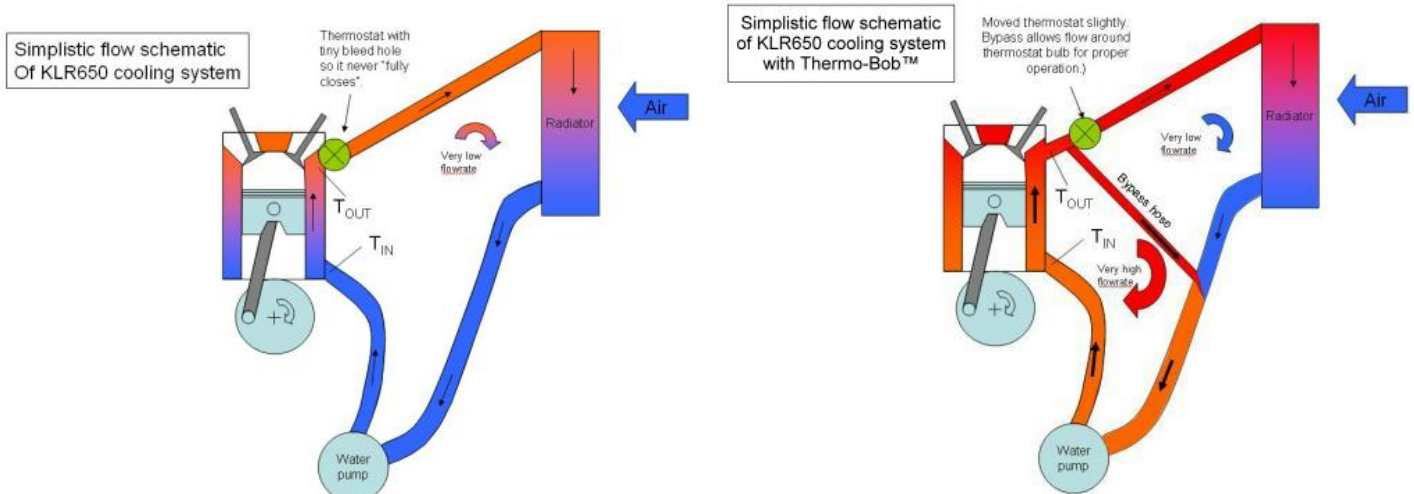 Simplistic flow schematic
Of KLR650 cooling system
Thermostat with
tiny bleed hole
so it never "fully
closes".
Air
Radiator
Very low
flowrate
TOUT
TIN
Water
pump
Simplistic flow schematic
of KLR650 cooling system
with Thermo-Bob™
Moved thermostat slightly.
Bypass allows flow around
thermostat bulb for proper
operation.)
Air
Radiator
Very low
flowrate
Bypass hose
TOUT
TIN
Very high
flowrate
Water
pump